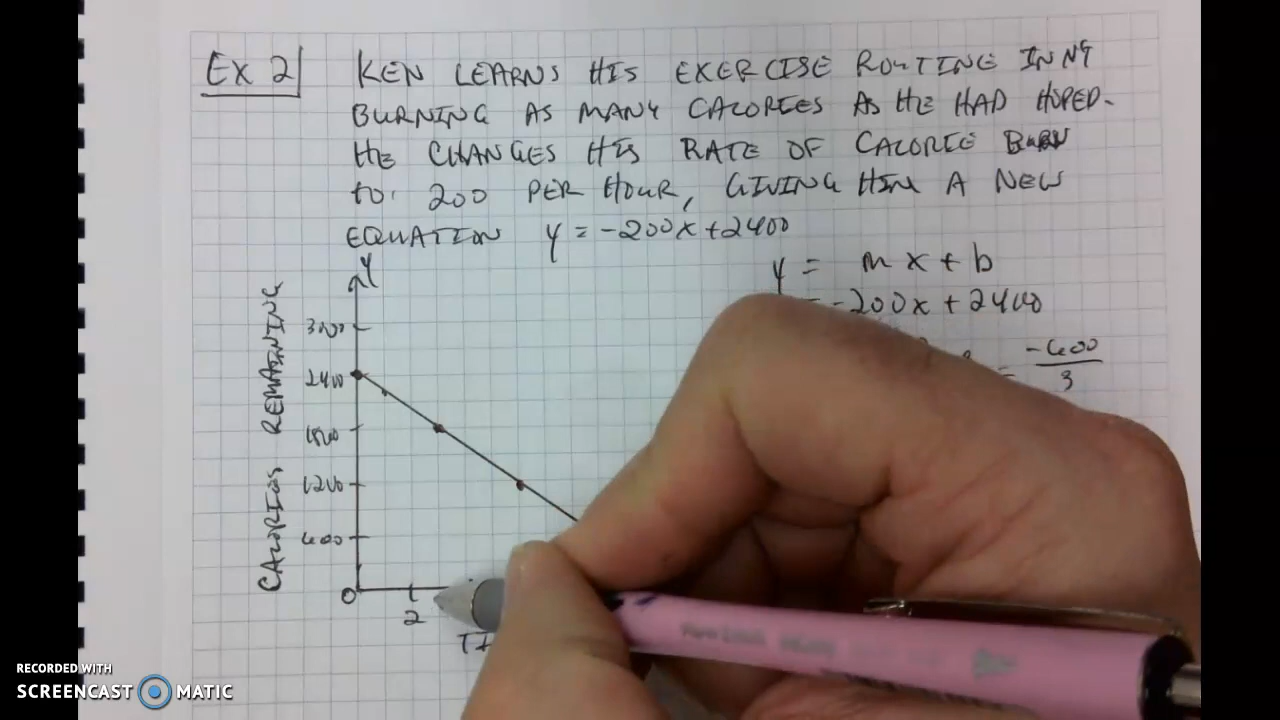 EX 2
KEN LEARNS HIS EXERCISE ROUTINE ISN'T
BURNING AS MANY CALORIES AS HE HAD HOPED.
HE CHANGES HIS RATE OF CALORIE BURN
TO 200 PER HOUR, GIVING HIM A NEW
EQUATION y = -200x+2400
y = mx + b
= -200x + 2400
= -600
3
y
CALORIES REMAINING
3000
2400
1800
1200
600
0
2
RECORDED WITH
SCREENCAST MATIC